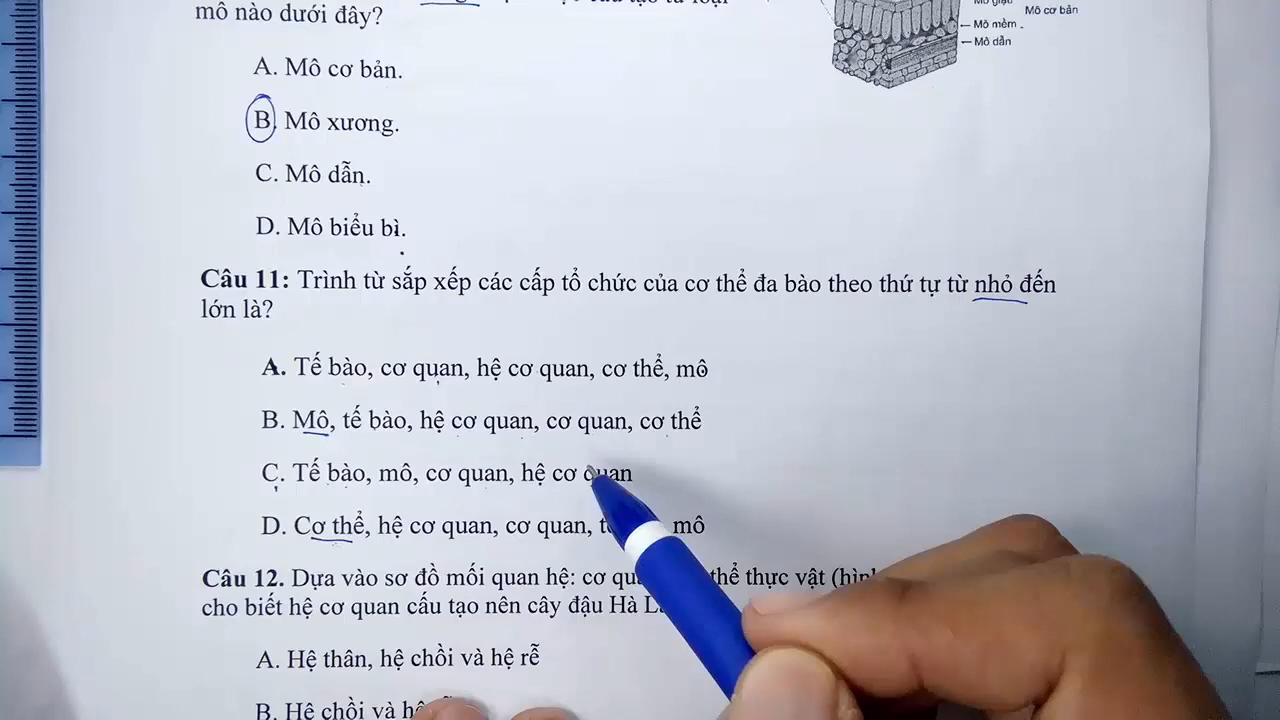 mô nào dưới đây?
Mô cơ bản
Mô mềm
Mô dẫn
A. Mô cơ bản.
B. Mô xương.
C. Mô dẫn.
D. Mô biểu bì.
Câu 11: Trình từ sắp xếp các cấp tổ chức của cơ thể đa bào theo thứ tự từ nhỏ đến
lớn là?
A. Tế bào, cơ quan, hệ cơ quan, cơ thể, mô
B. Mô, tế bào, hệ cơ quan, cơ quan, cơ thể
C. Tế bào, mô, cơ quan, hệ cơ quan
D. Cơ thể, hệ cơ quan, cơ quan, mô
Câu 12. Dựa vào sơ đồ mối quan hệ: cơ thể thực vật
cho biết hệ cơ quan cấu tạo nên cây đậu Hà
A. Hệ thân, hệ chồi và hệ rễ
B. Hệ chồi và